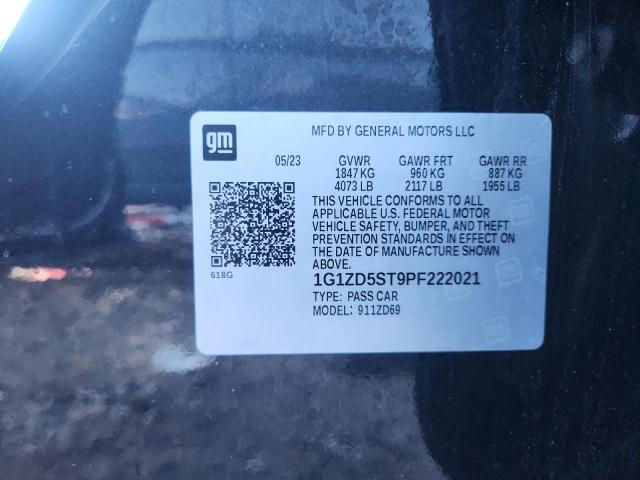 gm
MFD BY GENERAL MOTORS LLC
05/23 GVWR GAWR FRT GAWR RR
1847 KG 960 KG 887 KG
4073 LB 2117 LB 1955 LB
THIS VEHICLE CONFORMS TO ALL
APPLICABLE U.S. FEDERAL MOTOR
VEHICLE SAFETY, BUMPER, AND THEFT
PREVENTION STANDARDS IN EFFECT ON
THE DATE OF MANUFACTURE SHOWN
ABOVE.
618G
1G1ZD5ST9PF222021
TYPE: PASS CAR
MODEL: 911ZD69